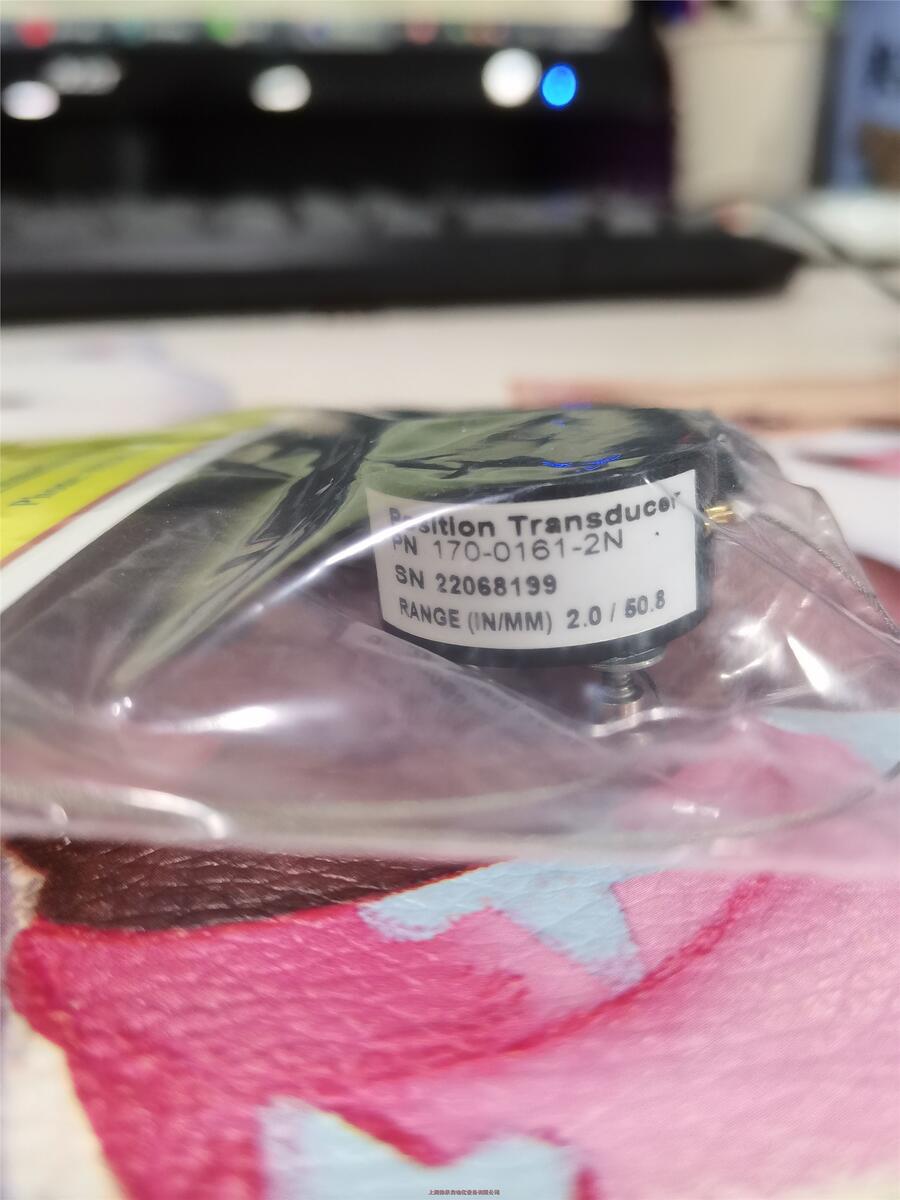 Position Transducer
PN 170-0161-2N
SN 22068199
RANGE (IN/MM) 2.0 / 50.8